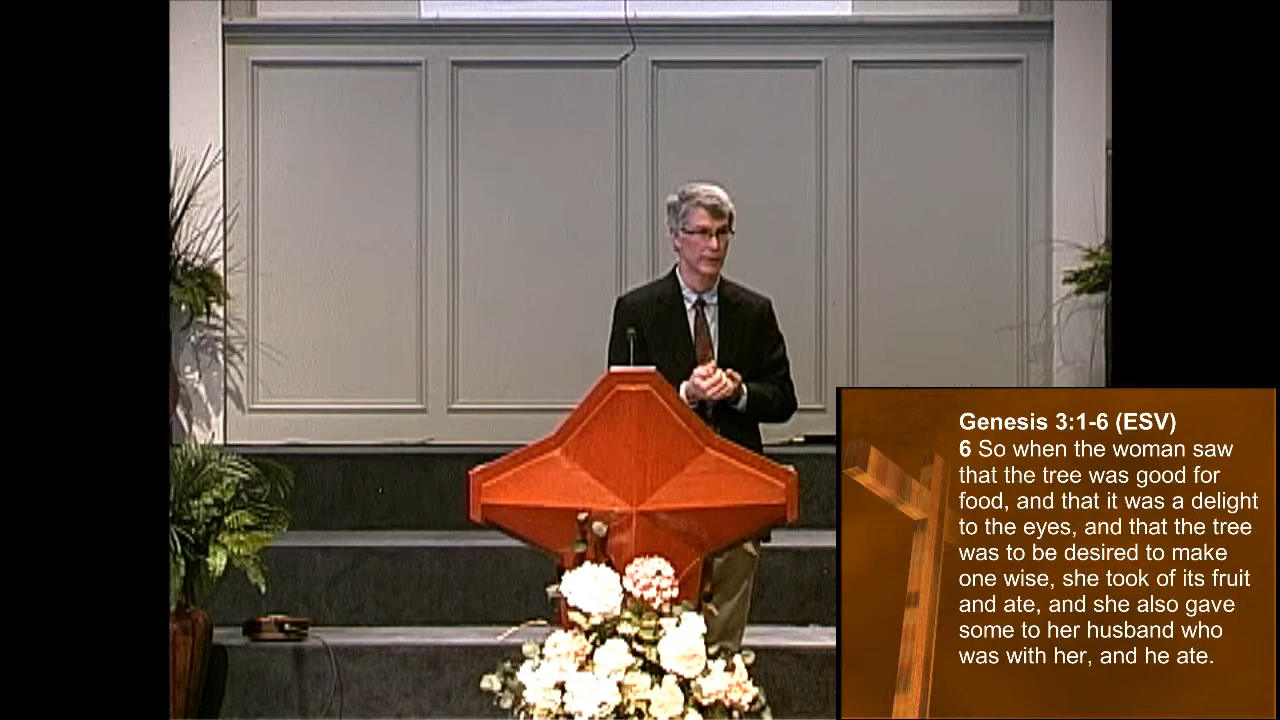 Genesis 3:1-6 (ESV)
6 So when the woman saw
that the tree was good for
food, and that it was a delight
to the eyes, and that the tree
was to be desired to make
one wise, she took of its fruit
and ate, and she also gave
some to her husband who
was with her, and he ate.